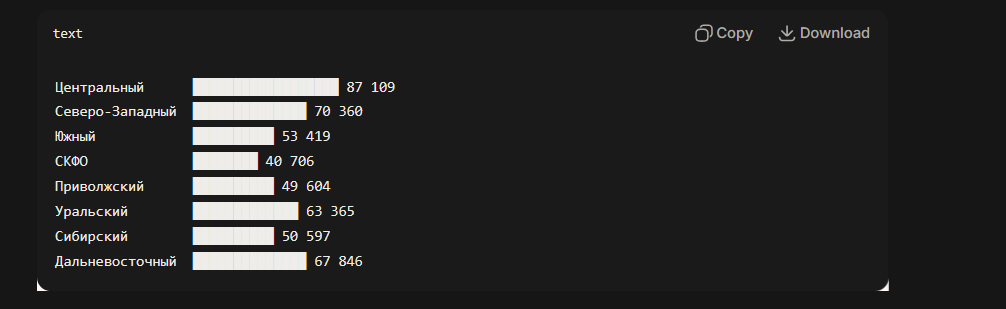 text
Copy
Download
Центральный 87 109
Северо-Западный 70 360
Южный 53 419
СКФО 40 706
Приволжский 49 604
Уральский 63 365
Сибирский 50 597
Дальневосточный 67 846